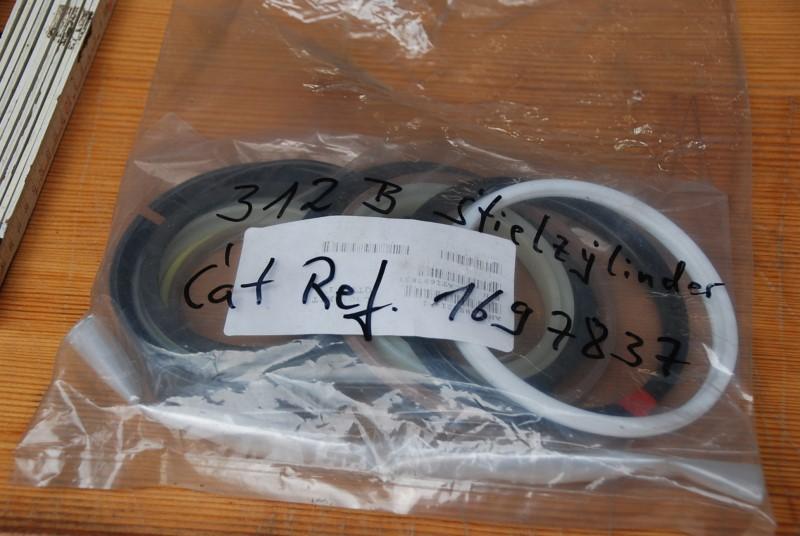 312 B Stielzylinder
Cat Ref. 1697837